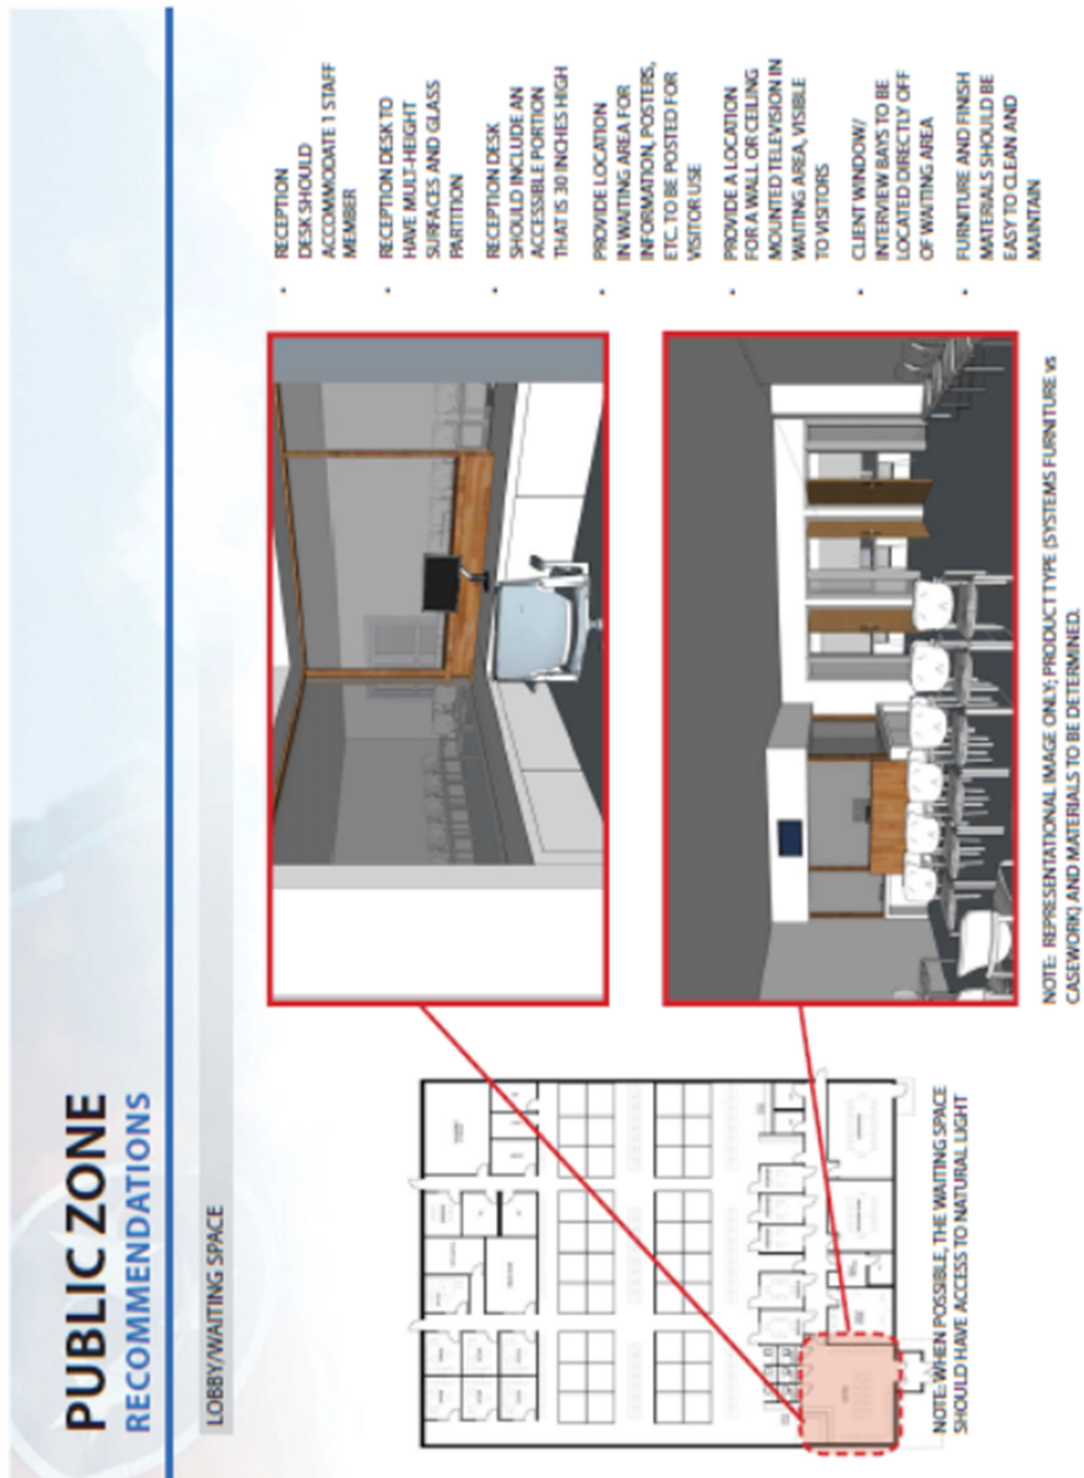 PUBLIC ZONE
RECOMMENDATIONS
LOBBY/WAITING SPACE
NOTE: WHEN POSSIBLE, THE WAITING SPACE
SHOULD HAVE ACCESS TO NATURAL LIGHT
• RECEPTION
DESK SHOULD
ACCOMMODATE 1 STAFF
MEMBER
• RECEPTION DESK TO
HAVE MULT-HEIGHT
SURFACES AND GLASS
PARTITION
• RECEPTION DESK
SHOULD INCLUDE AN
ACCESSIBLE PORTION
THAT IS 30 INCHES HIGH
• PROVIDE LOCATION
IN WAITING AREA FOR
INFORMATION, POSTERS,
ETC. TO BE POSTED FOR
VISITOR USE
• PROVIDE A LOCATION
FOR A WALL OR CEILING
MOUNTED TELEVISION IN
WAITING AREA, VISIBLE
TO VISITORS
• CLIENT WINDOW/
INTERVIEW BAYS TO BE
LOCATED DIRECTLY OFF
OF WAITING AREA
• FURNITURE AND FINISH
MATERIALS SHOULD BE
EASY TO CLEAN AND
MAINTAIN
NOTE: REPRESENTATIONAL IMAGE ONLY; PRODUCT TYPE (SYSTEMS FURNITURE vs
CASEWORK) AND MATERIALS TO BE DETERMINED.